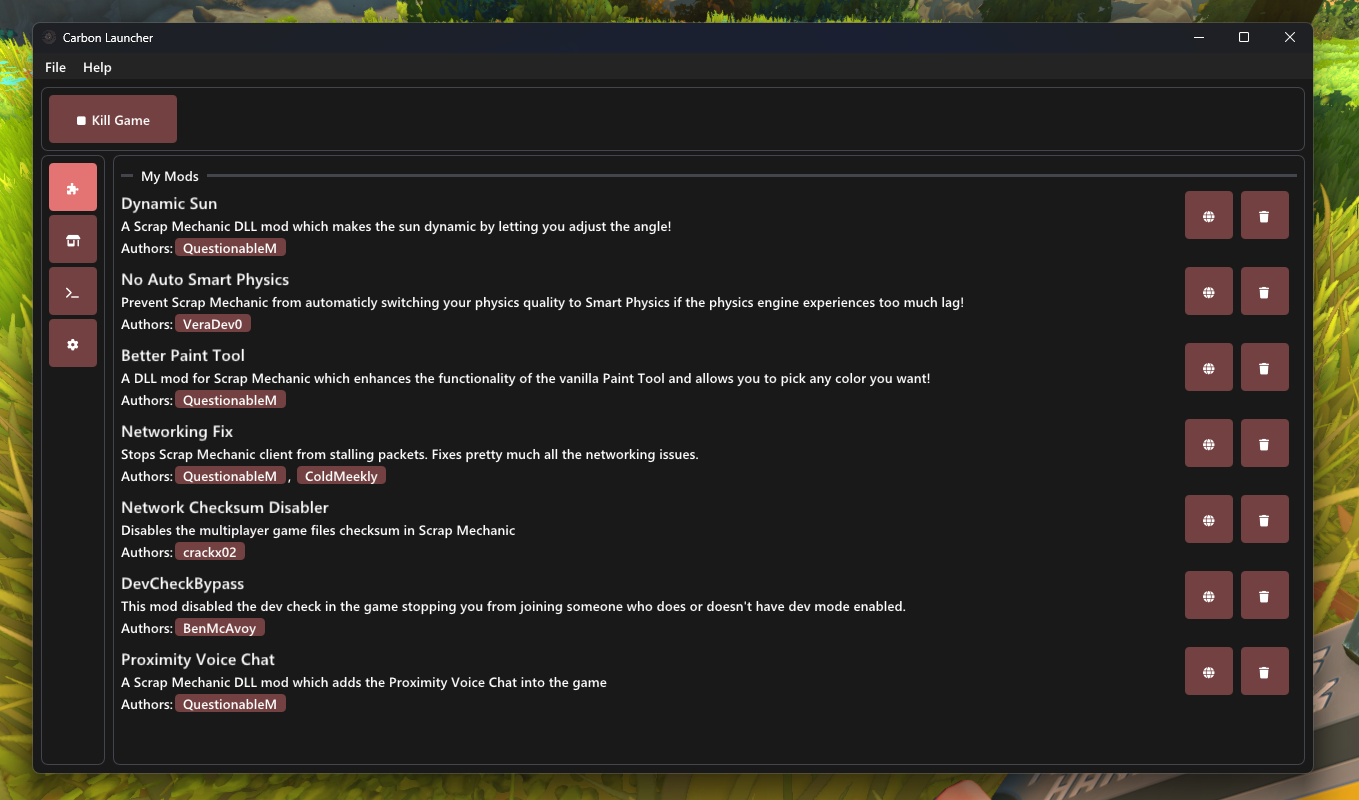 Carbon Launcher
File Help
Kill Game
My Mods
Dynamic Sun
A Scrap Mechanic DLL mod which makes the sun dynamic by letting you adjust the angle!
Authors: QuestionableM
No Auto Smart Physics
Prevent Scrap Mechanic from automaticly switching your physics quality to Smart Physics if the physics engine experiences too much lag!
Authors: VeraDev0
Better Paint Tool
A DLL mod for Scrap Mechanic which enhances the functionality of the vanilla Paint Tool and allows you to pick any color you want!
Authors: QuestionableM
Networking Fix
Stops Scrap Mechanic client from stalling packets. Fixes pretty much all the networking issues.
Authors: QuestionableM , ColdMeekly
Network Checksum Disabler
Disables the multiplayer game files checksum in Scrap Mechanic
Authors: crackx02
DevCheckBypass
This mod disabled the dev check in the game stopping you from joining someone who does or doesn't have dev mode enabled.
Authors: BenMcAvoy
Proximity Voice Chat
A Scrap Mechanic DLL mod which adds the Proximity Voice Chat into the game
Authors: QuestionableM